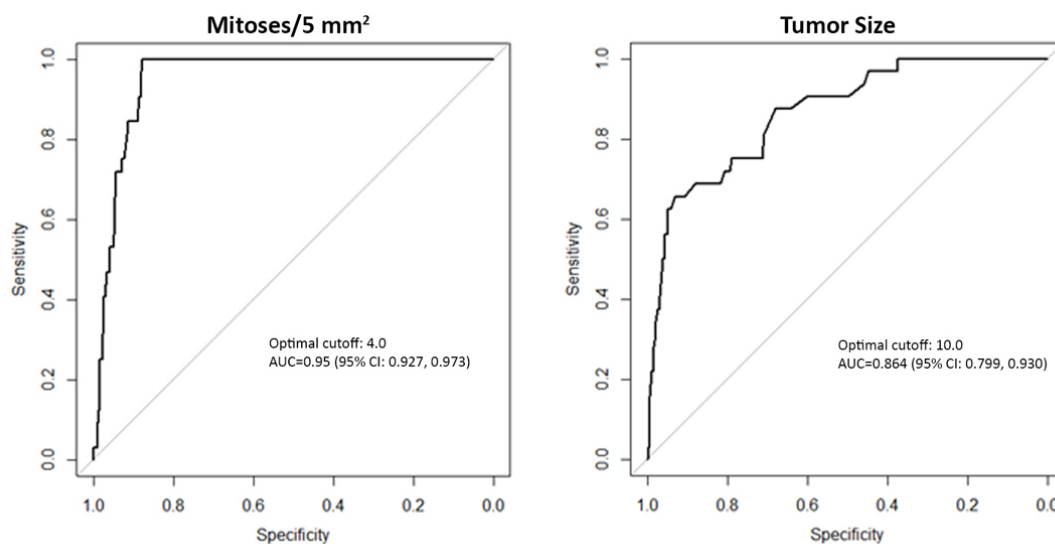 Mitoses/5 mm²
1.0
0.8
0.6
0.4
0.2
0.0
Sensitivity
Optimal cutoff: 4.0
AUC=0.95 (95% CI: 0.927, 0.973)
1.0 0.8 0.6 0.4 0.2 0.0
Specificity
Tumor Size
1.0
0.8
0.6
0.4
0.2
0.0
Sensitivity
Optimal cutoff: 10.0
AUC=0.864 (95% CI: 0.799, 0.930)
1.0 0.8 0.6 0.4 0.2 0.0
Specificity